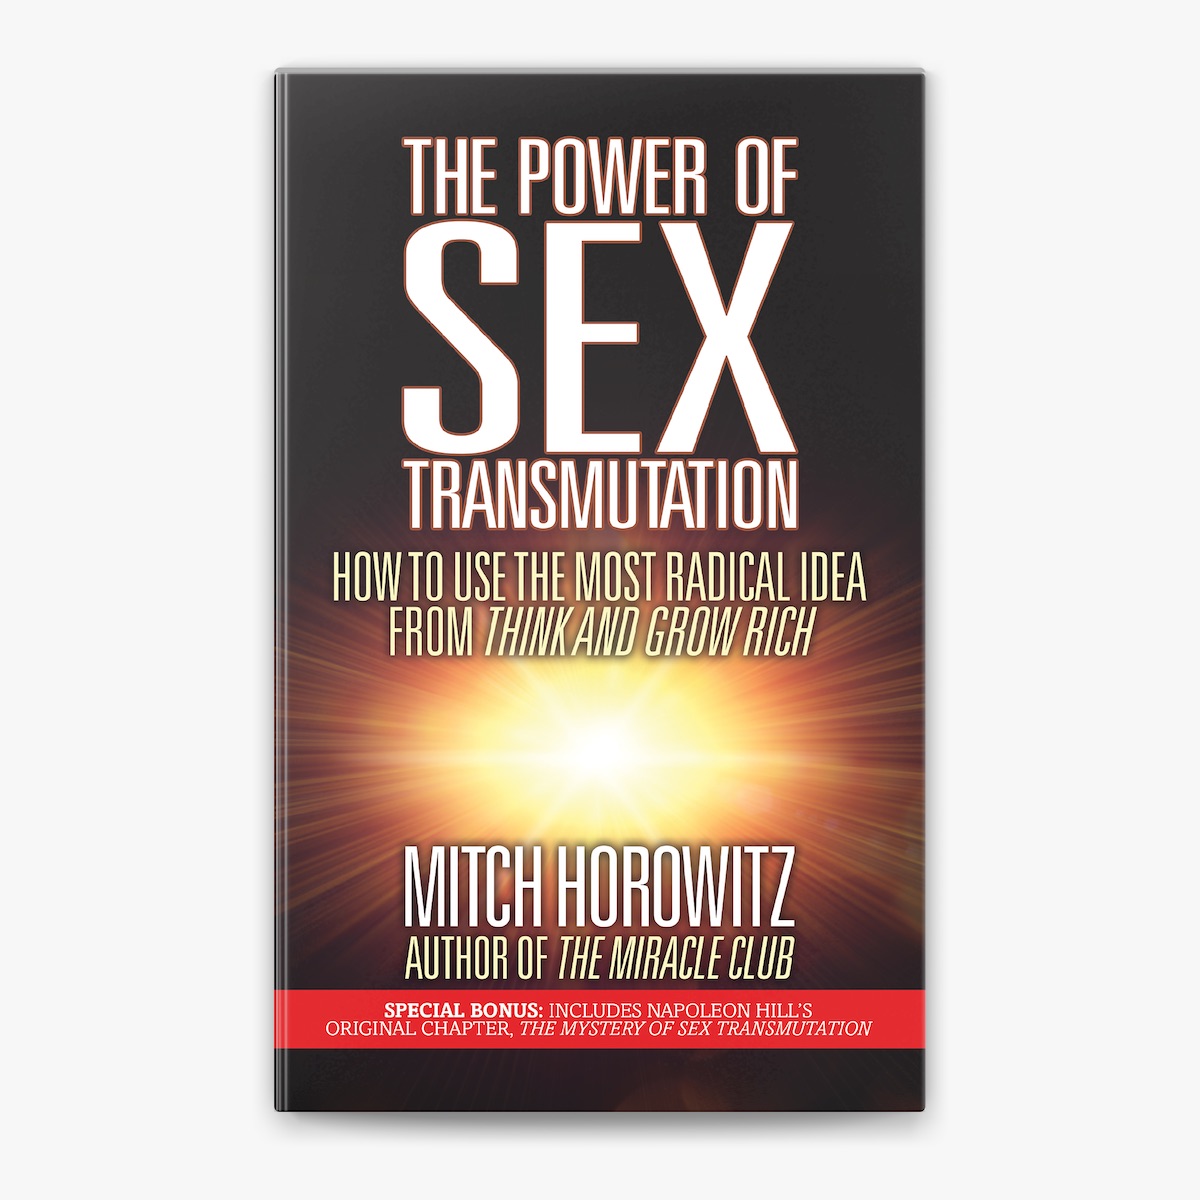 THE POWER OF
SEX
TRANSMUTATION
HOW TO USE THE MOST RADICAL IDEA
FROM THINK AND GROW RICH
MITCH HOROWITZ
AUTHOR OF THE MIRACLE CLUB
SPECIAL BONUS: INCLUDES NAPOLEON HILL'S
ORIGINAL CHAPTER, THE MYSTERY OF SEX TRANSMUTATION